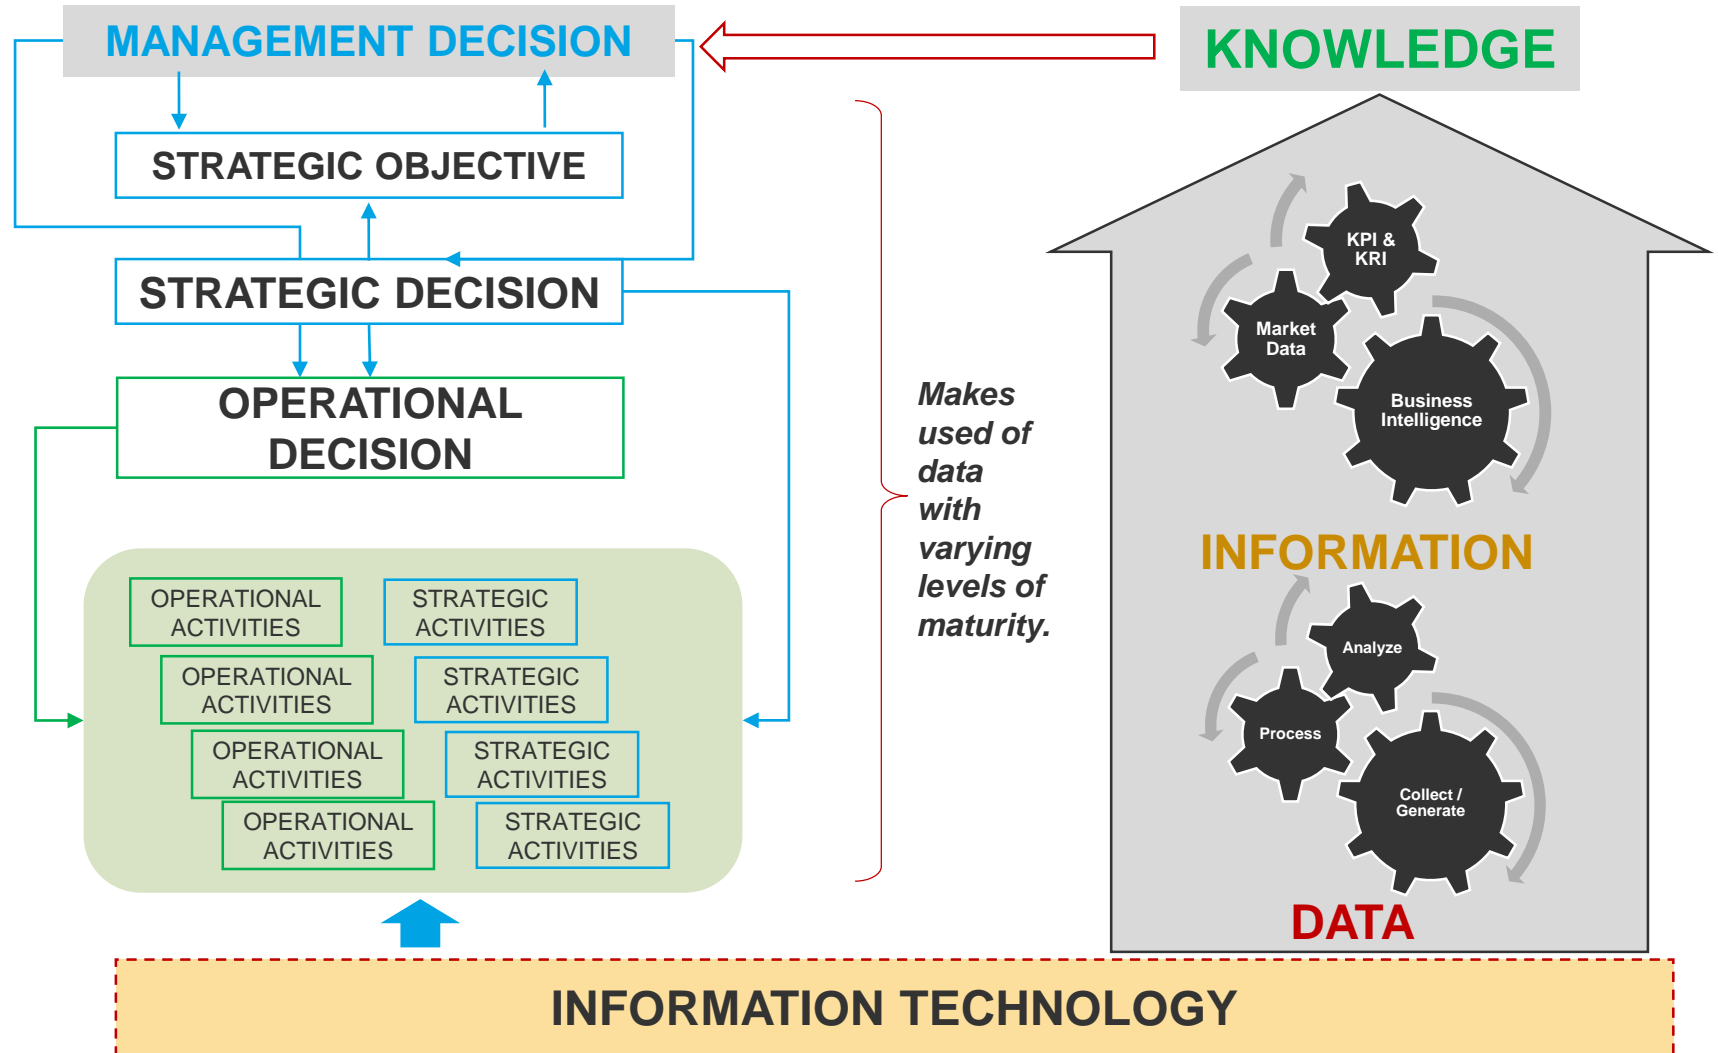 MANAGEMENT DECISION
KNOWLEDGE
STRATEGIC OBJECTIVE
STRATEGIC DECISION
OPERATIONAL
DECISION
OPERATIONAL
ACTIVITIES
STRATEGIC
ACTIVITIES
OPERATIONAL
ACTIVITIES
STRATEGIC
ACTIVITIES
OPERATIONAL
ACTIVITIES
STRATEGIC
ACTIVITIES
OPERATIONAL
ACTIVITIES
STRATEGIC
ACTIVITIES
Makes
used of
data
with
varying
levels of
maturity.
KPI &
KRI
Market
Data
Business
Intelligence
INFORMATION
Analyze
Process
Collect /
Generate
DATA
INFORMATION TECHNOLOGY